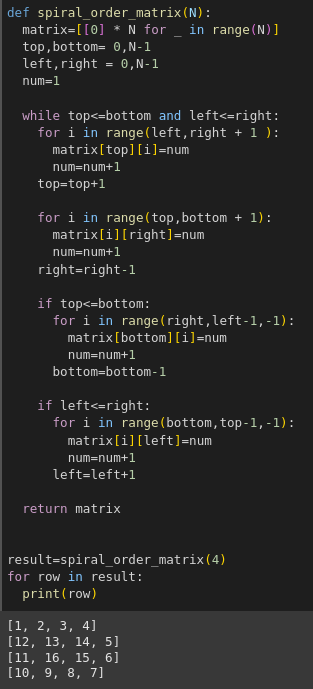 def spiral_order_matrix(N):
  matrix=[[0] * N for _ in range(N)]
  top,bottom= 0,N-1
  left,right = 0,N-1
  num=1

  while top<=bottom and left<=right:
    for i in range(left,right + 1 ):
      matrix[top][i]=num
      num=num+1
    top=top+1

    for i in range(top,bottom + 1):
      matrix[i][right]=num
      num=num+1
    right=right-1

    if top<=bottom:
      for i in range(right,left-1,-1):
        matrix[bottom][i]=num
        num=num+1
      bottom=bottom-1

    if left<=right:
      for i in range(bottom,top-1,-1):
        matrix[i][left]=num
        num=num+1
      left=left+1

  return matrix


result=spiral_order_matrix(4)
for row in result:
  print(row)
[1, 2, 3, 4]
[12, 13, 14, 5]
[11, 16, 15, 6]
[10, 9, 8, 7]